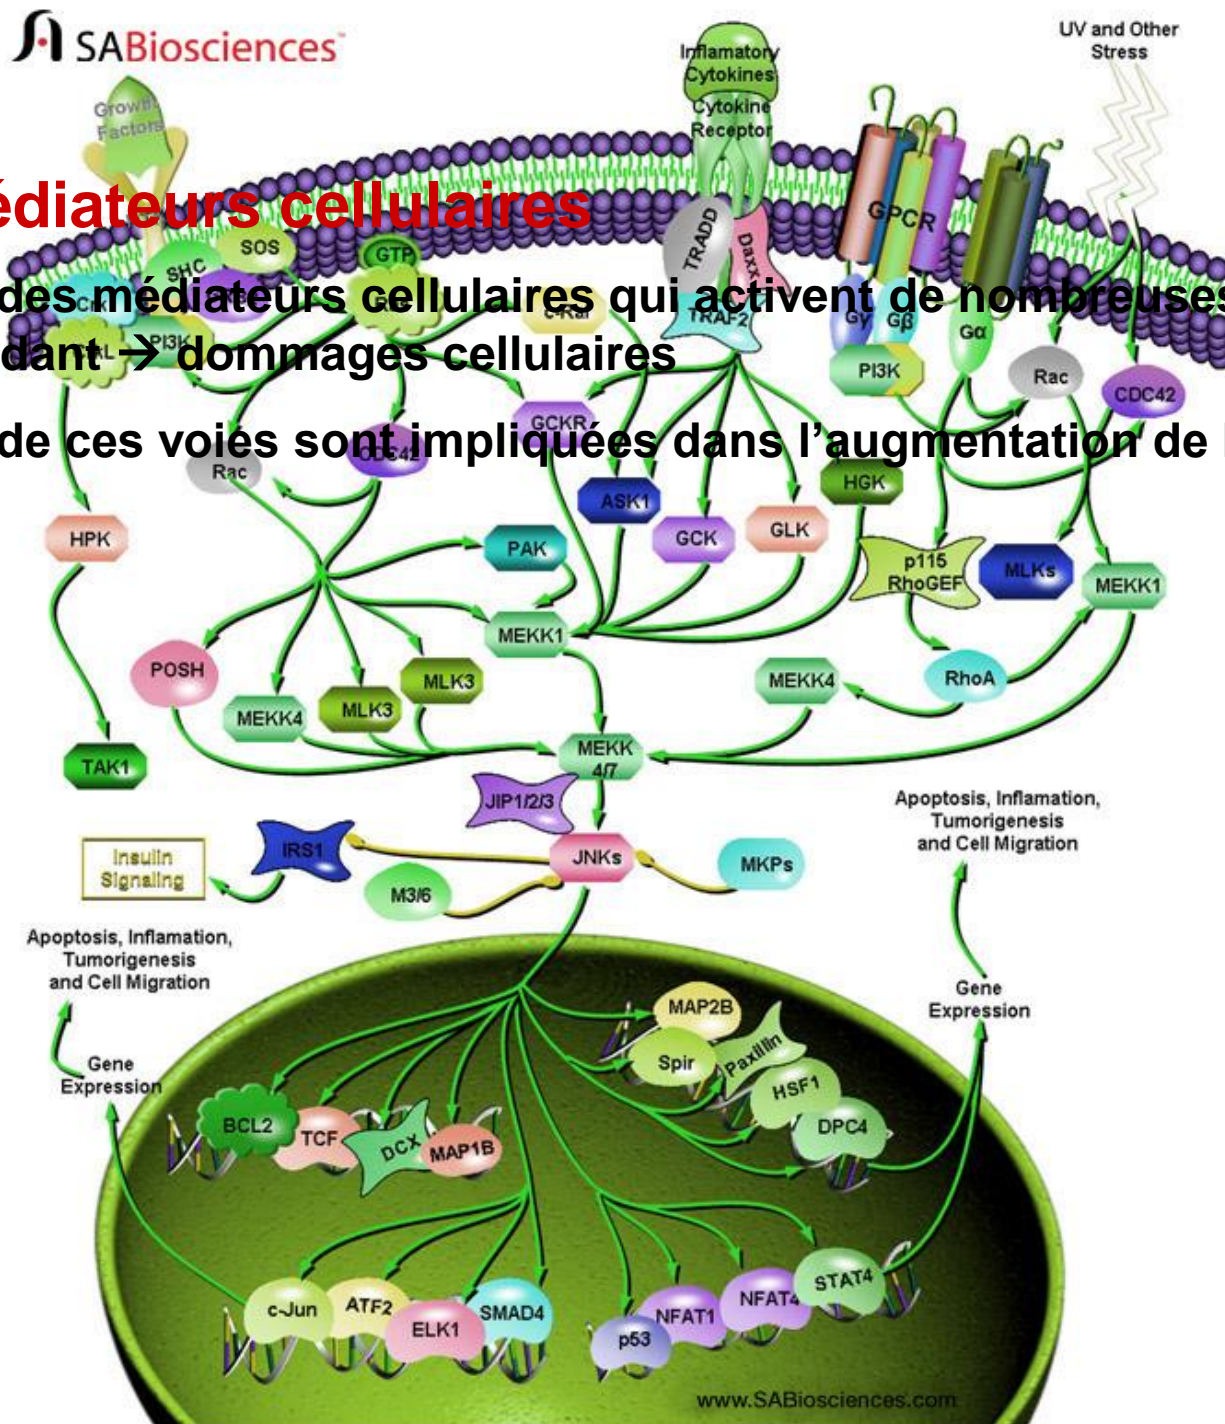 SABiosciences
UV and Other
Stress
Inflamatory
Cytokines
Cytokine
Receptor
Growth
Factors
édiateurs cellulaires
TRADD
Daxx
GPCR
SOS
SHC
GTP
des médiateurs cellulaires qui activent de nombreuses
Crk
c-Raf
TRAF2
Gγ
Gβ
Gα
dant → dommages cellulaires
PI3K
PI3K
Rac
CDC42
GCKR
de ces voies sont impliquées dans l’augmentation de
Rac
CDC42
ASK1
HGK
HPK
PAK
GCK
GLK
p115
RhoGEF
MLKs
MEKK1
MEKK1
POSH
MEKK4
MLK3
MLK3
MEKK4
RhoA
TAK1
MEKK
4/7
JIP1/2/3
Insulin
Signaling
IRS1
JNKs
MKPs
M3/6
Apoptosis, Inflamation,
Tumorigenesis
and Cell Migration
Apoptosis, Inflamation,
Tumorigenesis
and Cell Migration
Gene
Expression
Gene
Expression
MAP2B
Spir
Paxillin
HSF1
DPC4
BCL2
TCF
DCX
MAP1B
c-Jun
ATF2
ELK1
SMAD4
p53
NFAT1
NFAT4
STAT4
www.SABiosciences.com